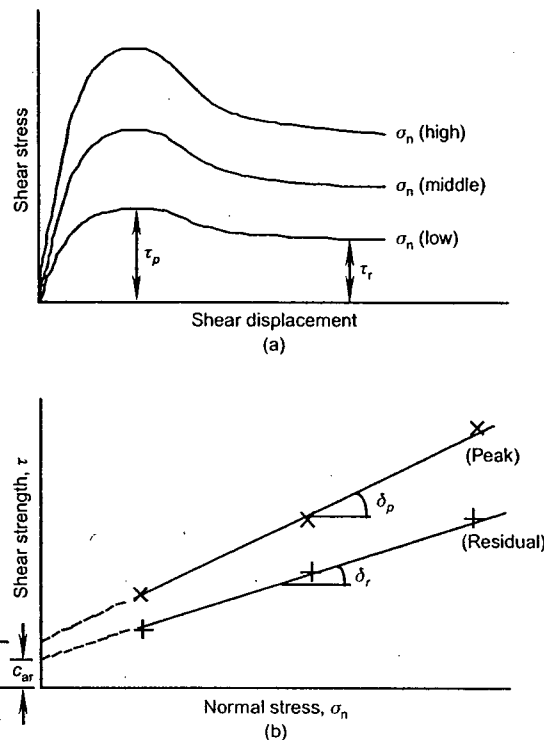 Shear stress
σn (high)
σn (middle)
σn (low)
τp
τr
Shear displacement
(a)
Shear strength, τ
(Peak)
δp
(Residual)
δr
car
Normal stress, σn
(b)